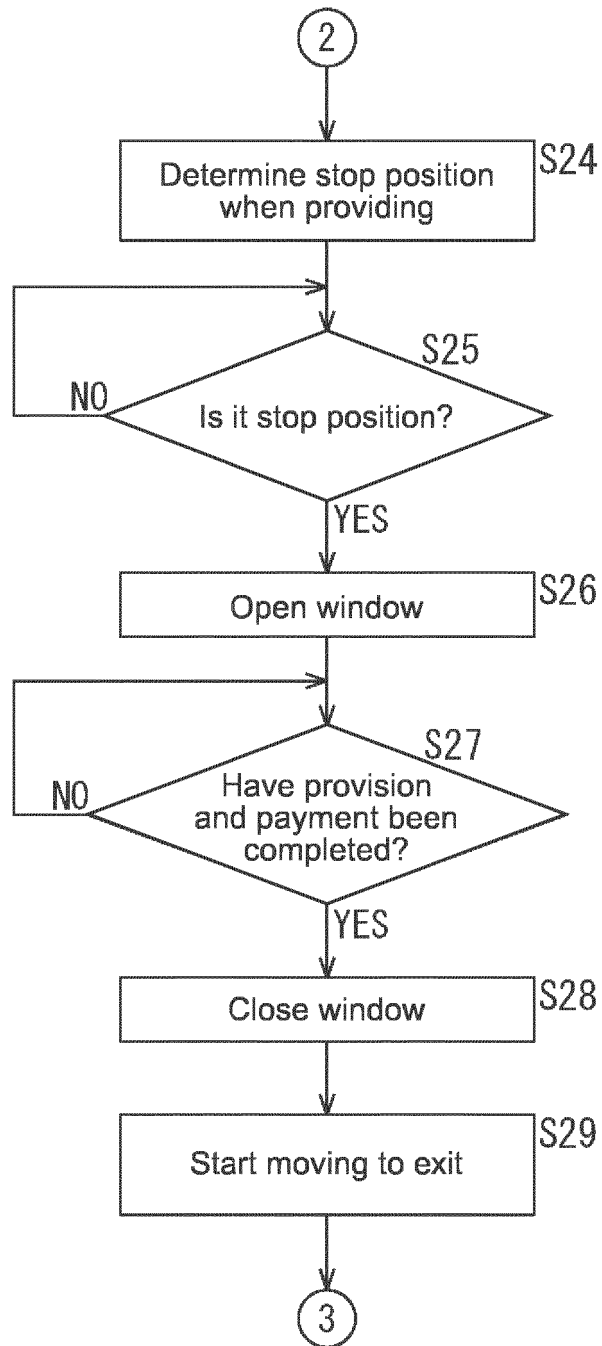 2
S24
Determine stop position
when providing
S25
NO
Is it stop position?
YES
S26
Open window
S27
NO
Have provision
and payment been
completed?
YES
S28
Close window
S29
Start moving to exit
3